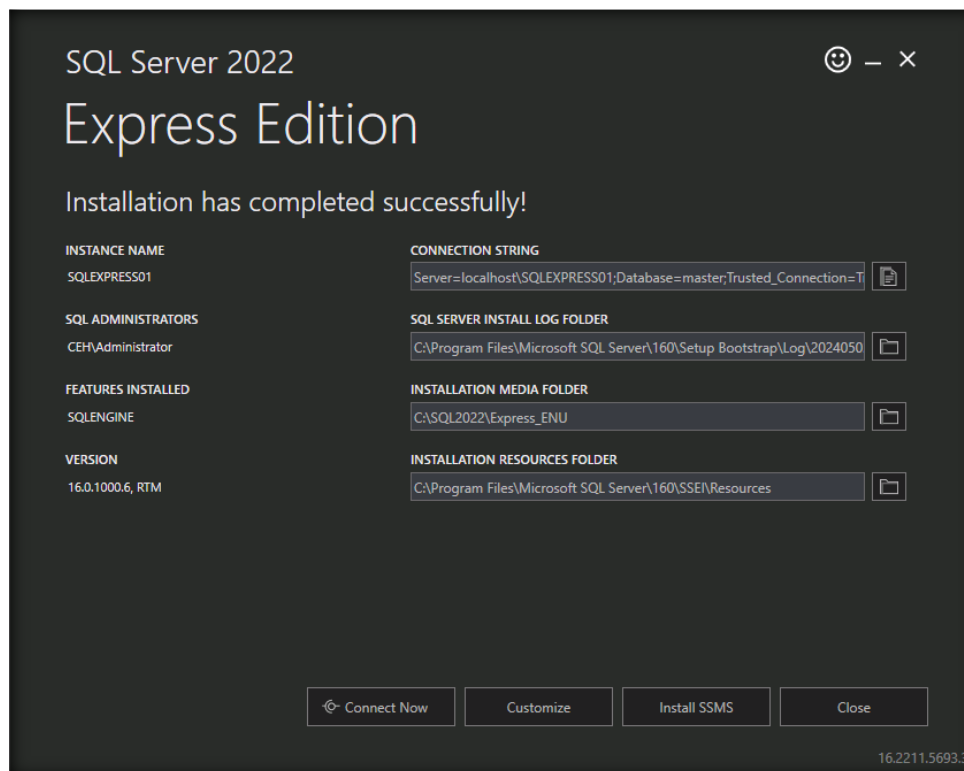 SQL Server 2022
Express Edition
Installation has completed successfully!
INSTANCE NAME
SQLEXPRESS01
CONNECTION STRING
Server=localhost\SQLEXPRESS01;Database=master;Trusted_Connection=T
SQL ADMINISTRATORS
CEH\Administrator
SQL SERVER INSTALL LOG FOLDER
C:\Program Files\Microsoft SQL Server\160\Setup Bootstrap\Log\2024050
FEATURES INSTALLED
SQLENGINE
INSTALLATION MEDIA FOLDER
C:\SQL2022\Express_ENU
VERSION
16.0.1000.6, RTM
INSTALLATION RESOURCES FOLDER
C:\Program Files\Microsoft SQL Server\160\SSEI\Resources
Connect Now
Customize
Install SSMS
Close
16.2211.5693.3